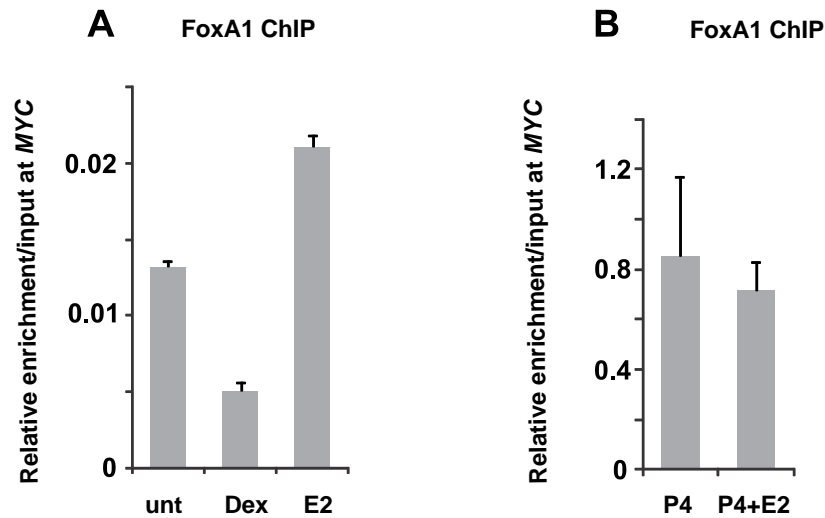 A
FoxA1 ChIP
Relative enrichment/input at MYC
0.02
0.01
0
unt Dex E2
B
FoxA1 ChIP
Relative enrichment/input at MYC
1.2
0.8
0.4
0
P4 P4+E2